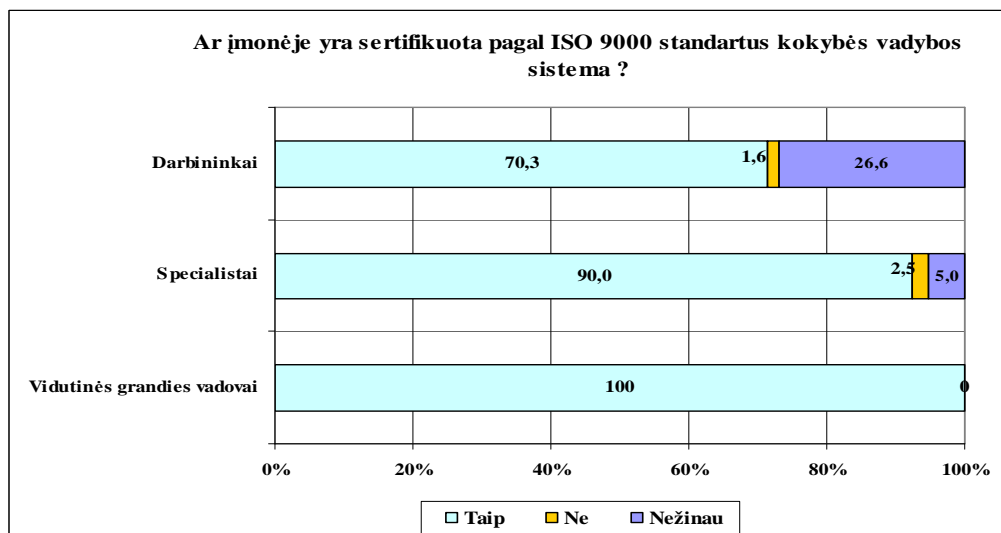 Ar įmonėje yra sertifikuota pagal ISO 9000 standartus kokybės vadybos
sistema ?
Darbininkai
70,3
1,6
26,6
Specialistai
90,0
2,5
5,0
Vidutinės grandies vadovai
100
0
0%
20%
40%
60%
80%
100%
Taip
Ne
Nežinau